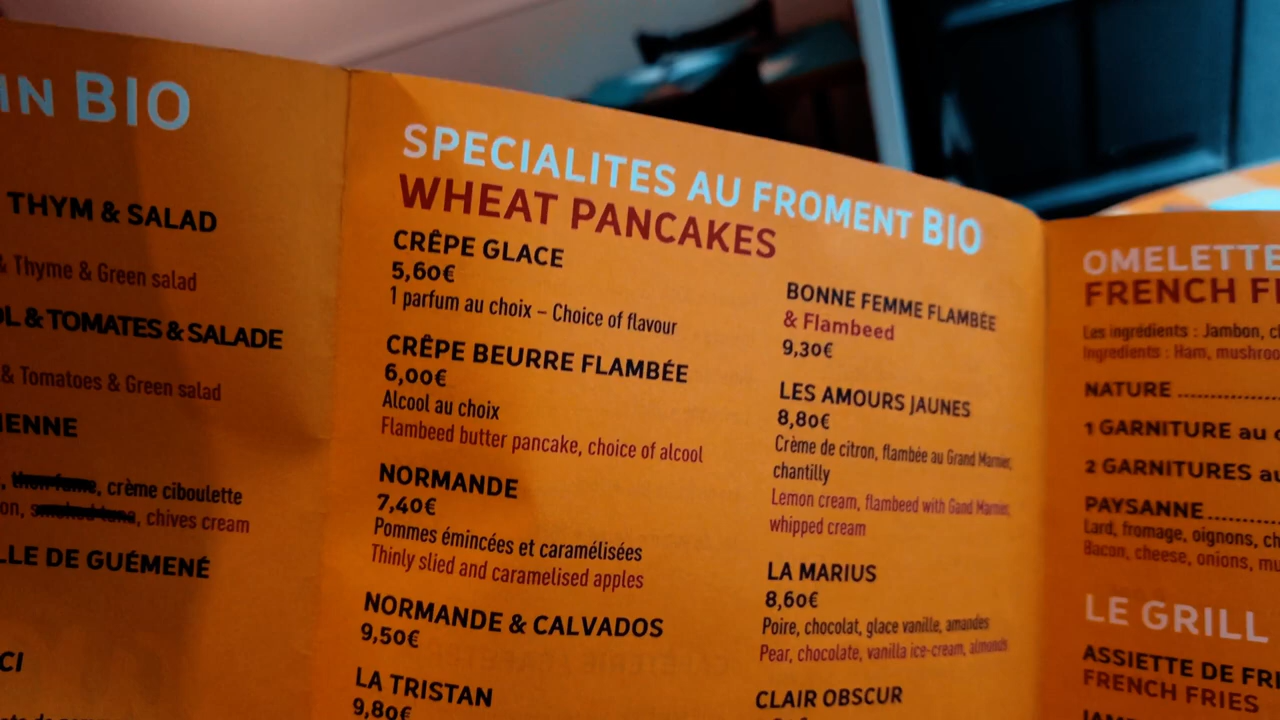 IN BIO
THYM & SALAD
& Thyme & Green salad
& TOMATES & SALADE
& Tomatoes & Green salad
crème ciboulette
chives cream
DE GUÉMENÉ
SPECIALITES AU FROMENT BIO
WHEAT PANCAKES
CRÊPE GLACE
5,60€
1 parfum au choix – Choice of flavour
CRÊPE BEURRE FLAMBÉE
6,00€
Alcool au choix
Flambeed butter pancake, choice of alcool
NORMANDE
7,40€
Pommes émincées et caramélisées
Thinly slied and caramelised apples
NORMANDE & CALVADOS
9,50€
LA TRISTAN
9,80€
BONNE FEMME FLAMBÉE
& Flambeed
9,30€
LES AMOURS JAUNES
8,80€
Crème de citron, flambée au Grand Marnier,
chantilly
Lemon cream, flambeed with Gand Marnier,
whipped cream
LA MARIUS
8,60€
Poire, chocolat, glace vanille, amandes
Pear, chocolate, vanilla ice-cream, almonds
CLAIR OBSCUR
OMELETTE
FRENCH
Les ingrédients : Jambon,
Ingredients : Ham,
NATURE
1 GARNITURE au
2 GARNITURES au
PAYSANNE
Lard, fromage, oignons,
Bacon, cheese, onions,
LE GRILL
ASSIETTE DE
FRENCH FRIES